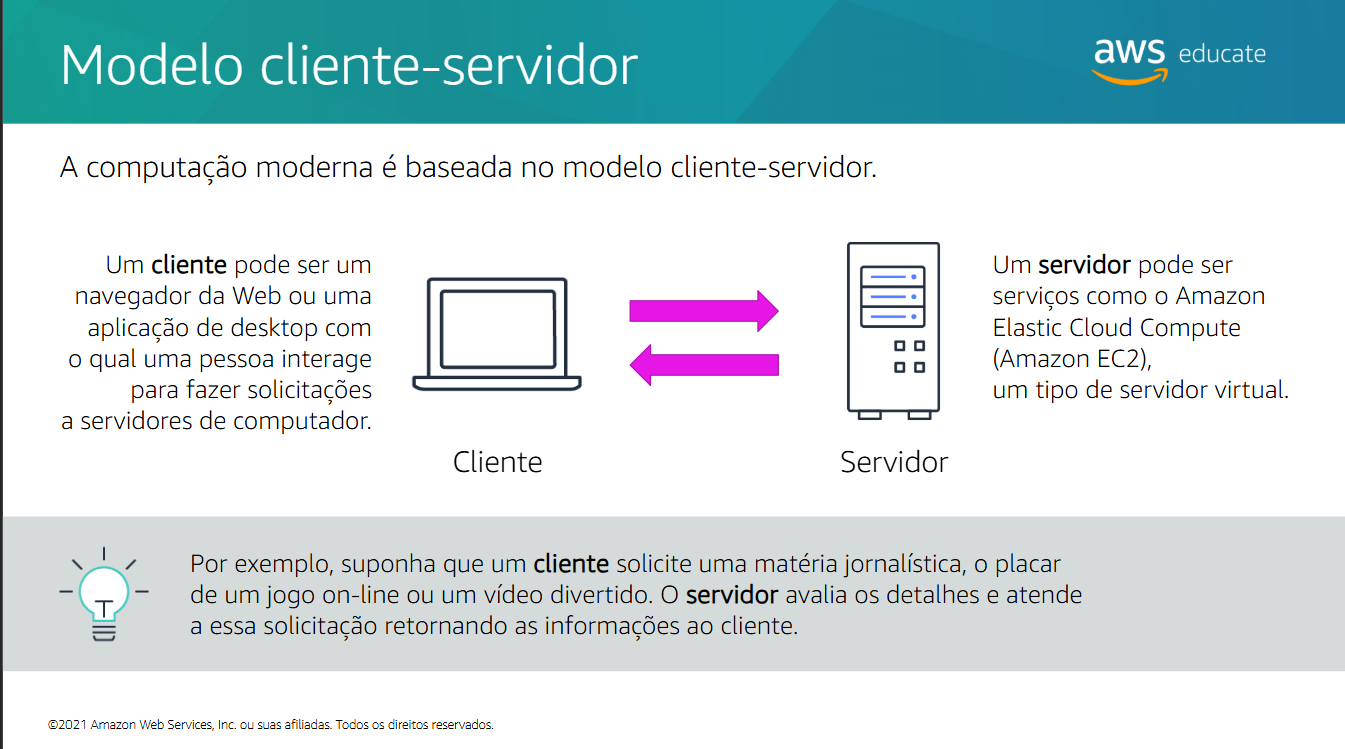 Modelo cliente-servidor
aws educate
A computação moderna é baseada no modelo cliente-servidor.
Um cliente pode ser um
navegador da Web ou uma
aplicação de desktop com
o qual uma pessoa interage
para fazer solicitações
a servidores de computador.
Cliente
Servidor
Um servidor pode ser
serviços como o Amazon
Elastic Cloud Compute
(Amazon EC2),
um tipo de servidor virtual.
Por exemplo, suponha que um cliente solicite uma matéria jornalística, o placar
de um jogo on-line ou um vídeo divertido. O servidor avalia os detalhes e atende
a essa solicitação retornando as informações ao cliente.
©2021 Amazon Web Services, Inc. ou suas afiliadas. Todos os direitos reservados.